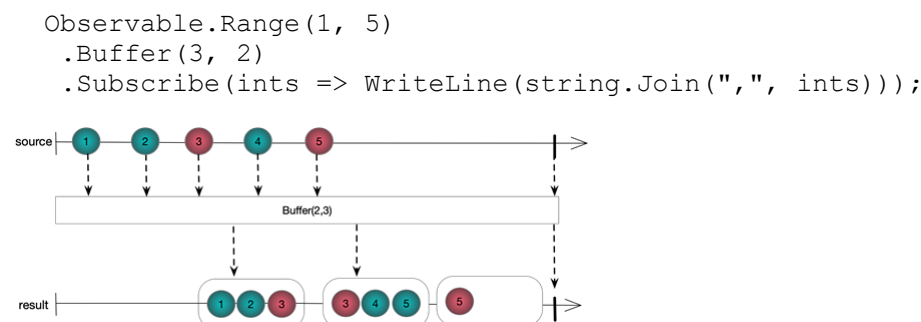 Observable.Range(1, 5)
.Buffer(3, 2)
.Subscribe(ints => WriteLine(string.Join(",", ints)));
source 1 2 3 4 5
Buffer(2,3)
result 1 2 3 3 4 5 5